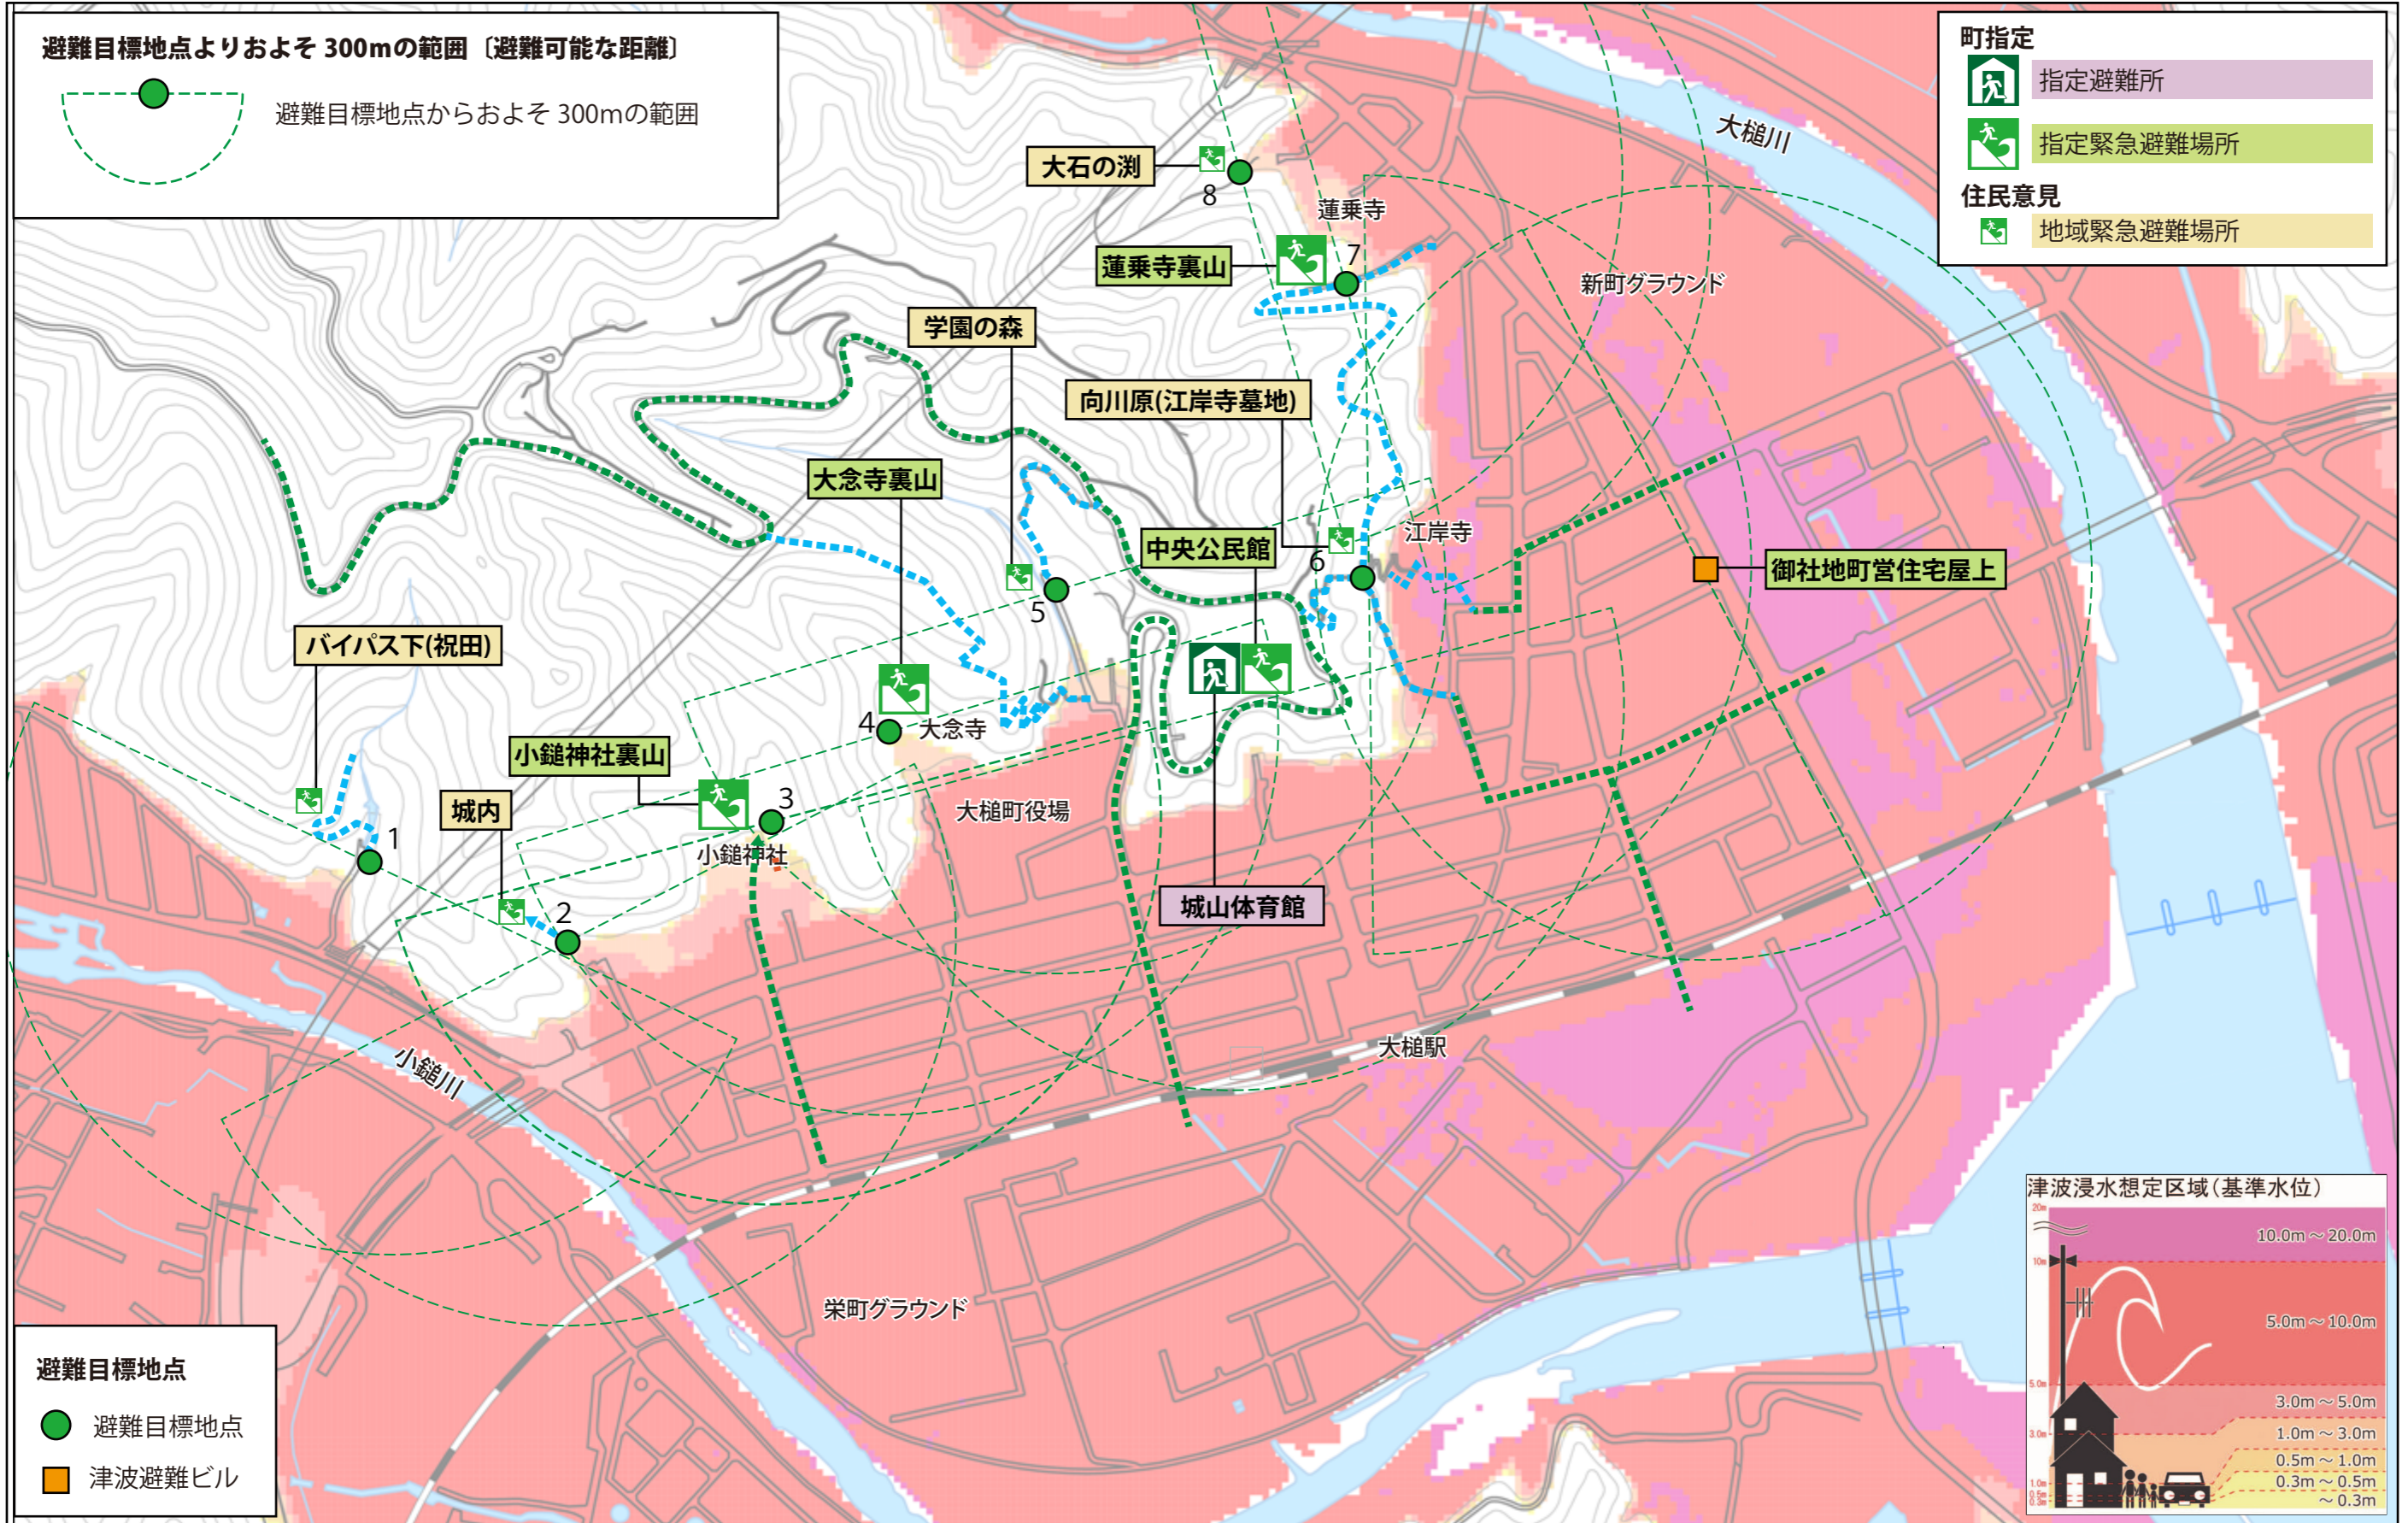 避難目標地点よりおよそ 300mの範囲〔避難可能な距離〕
避難目標地点からおよそ 300mの範囲
町指定
指定避難所
指定緊急避難場所
住民意見
地域緊急避難場所
大槌川
大石の渕
8
蓮乗寺
蓮乗寺裏山
7
新町グラウンド
学園の森
向川原(江岸寺墓地)
大念寺裏山
江岸寺
中央公民館
6
御社地町営住宅屋上
5
バイパス下(祝田)
4
大念寺
小鎚神社裏山
城内
3
大槌町役場
1
小鎚神社
城山体育館
2
小鎚川
大槌駅
栄町グラウンド
避難目標地点
避難目標地点
津波避難ビル
津波浸水想定区域(基準水位)
20m
10.0m ～ 20.0m
10m
5.0m ～ 10.0m
5.0m
3.0m ～ 5.0m
3.0m
1.0m ～ 3.0m
0.5m ～ 1.0m
1.0m
0.3m ～ 0.5m
0.5m
0.3m
～ 0.3m